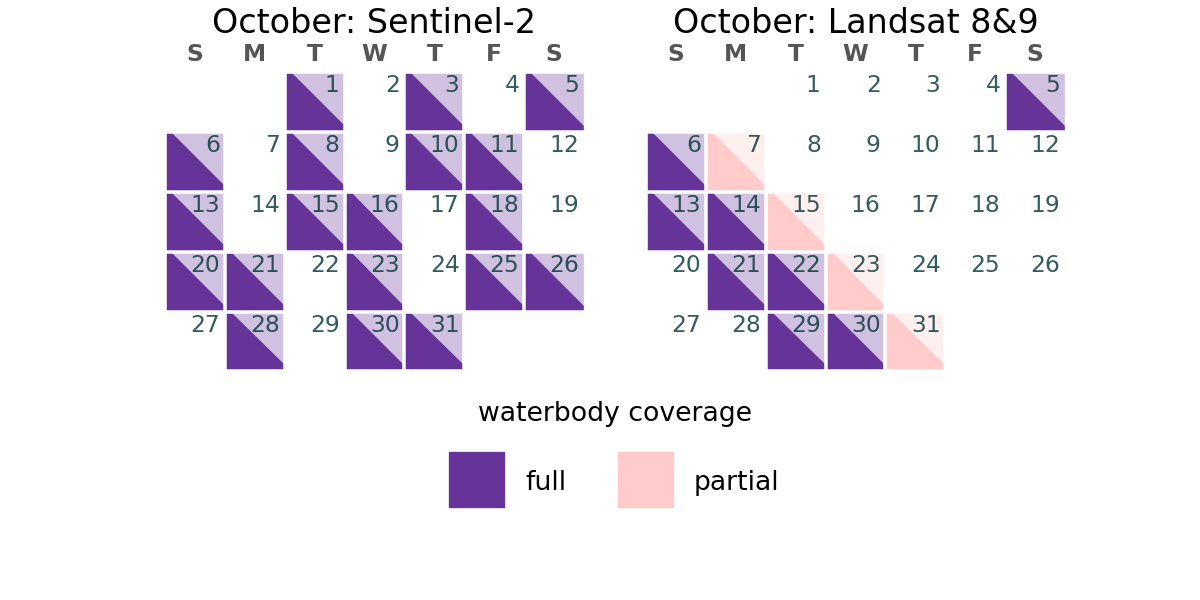 October: Sentinel-2
S M T W T F S
1 2 3 4 5
6 7 8 9 10 11 12
13 14 15 16 17 18 19
20 21 22 23 24 25 26
27 28 29 30 31
October: Landsat 8&9
S M T W T F S
1 2 3 4 5
6 7 8 9 10 11 12
13 14 15 16 17 18 19
20 21 22 23 24 25 26
27 28 29 30 31
waterbody coverage
full partial